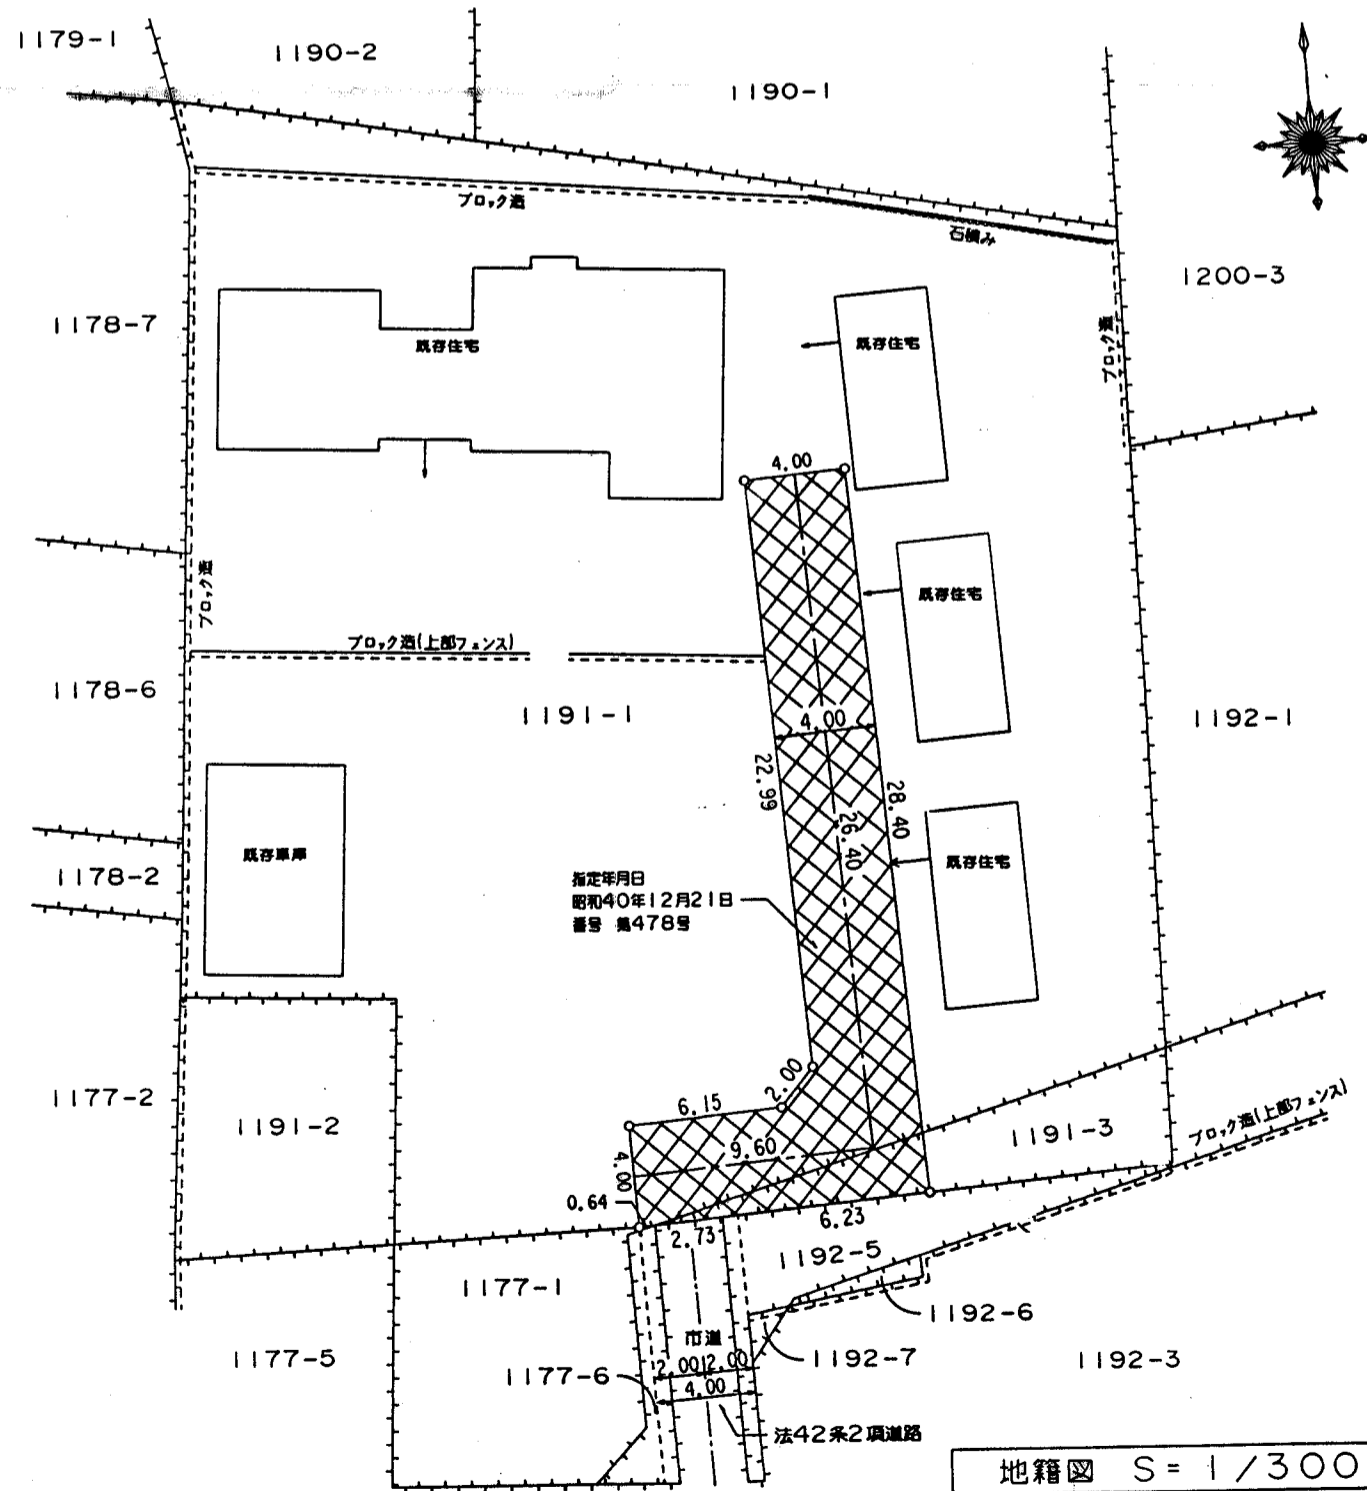 1179-1
1190-2
1190-1
ブロック造
石積み
1200-3
1178-7
既存住宅
既存住宅
ブロック造
4.00
ブロック造
既存住宅
ブロック造(上部フェンス)
1178-6
1191-1
4.00
1192-1
22.99
28.40
26.40
既存車庫
既存住宅
1178-2
指定年月日
昭和40年12月21日
番号 第478号
2.00
1177-2
1191-2
6.15
9.60
1191-3
ブロック造(上部フェンス)
4.00
0.64
2.73
6.23
1192-5
1177-1
1192-6
市道
1177-5
1177-6
2.00
2.00
1192-7
1192-3
4.00
法42条2項道路
地籍図 S=1/300